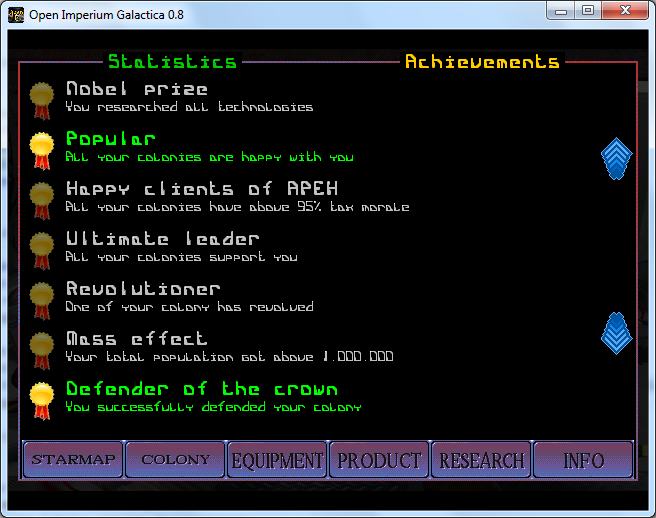 Open Imperium Galactica 0.8
Statistics
Achievements
Nobel prize
You researched all technologies
Popular
All your colonies are happy with you
Happy clients of APEH
All your colonies have above 95% tax morale
Ultimate leader
All your colonies support you
Revolutioner
One of your colony has revolved
Mass effect
Your total population got above 1.000.000
Defender of the crown
You successfully defended your colony
STARMAP COLONY EQUIPMENT PRODUCT RESEARCH INFO